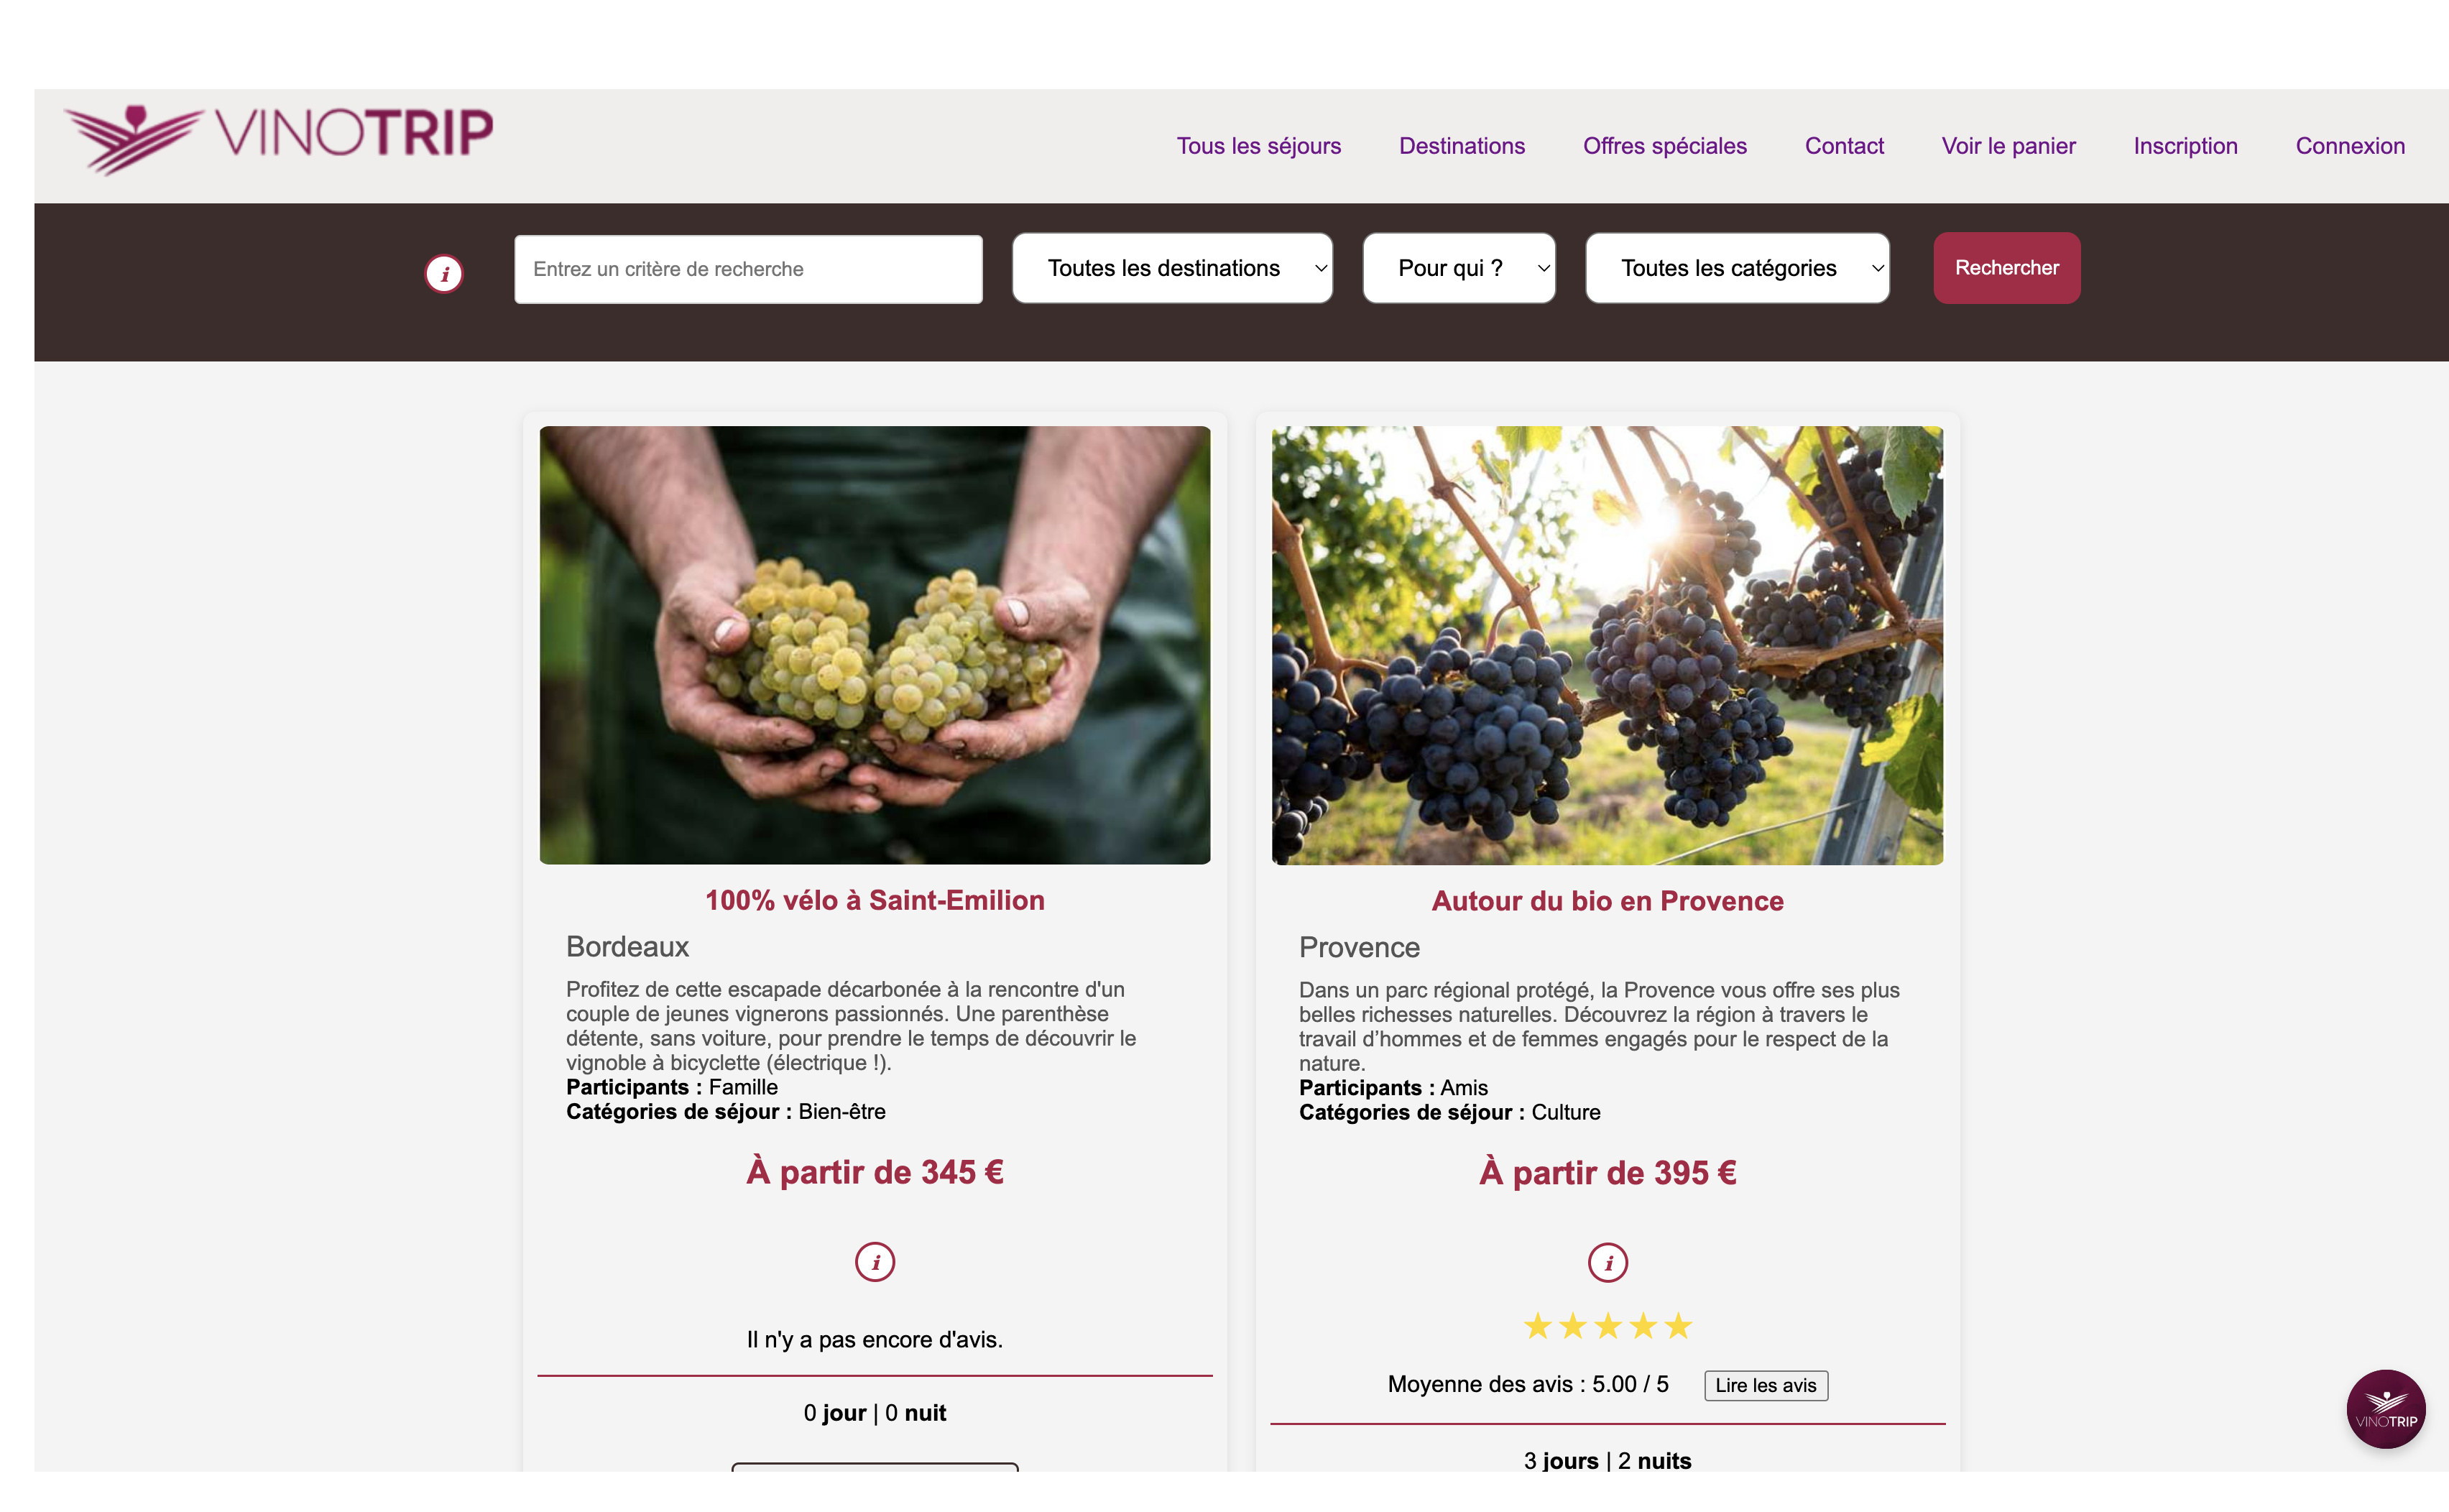 VINOTRIP
Tous les séjours Destinations Offres spéciales Contact Voir le panier Inscription Connexion
i Entrez un critère de recherche Toutes les destinations Pour qui ? Toutes les catégories Rechercher
100% vélo à Saint-Emilion
Bordeaux
Profitez de cette escapade décarbonée à la rencontre d'un
couple de jeunes vignerons passionnés. Une parenthèse
détente, sans voiture, pour prendre le temps de découvrir le
vignoble à bicyclette (électrique !).
Participants : Famille
Catégories de séjour : Bien-être
À partir de 345 €
i
Il n'y a pas encore d'avis.
0 jour | 0 nuit
Autour du bio en Provence
Provence
Dans un parc régional protégé, la Provence vous offre ses plus
belles richesses naturelles. Découvrez la région à travers le
travail d’hommes et de femmes engagés pour le respect de la
nature.
Participants : Amis
Catégories de séjour : Culture
À partir de 395 €
i
Moyenne des avis : 5.00 / 5 Lire les avis
3 jours | 2 nuits
VINOTRIP